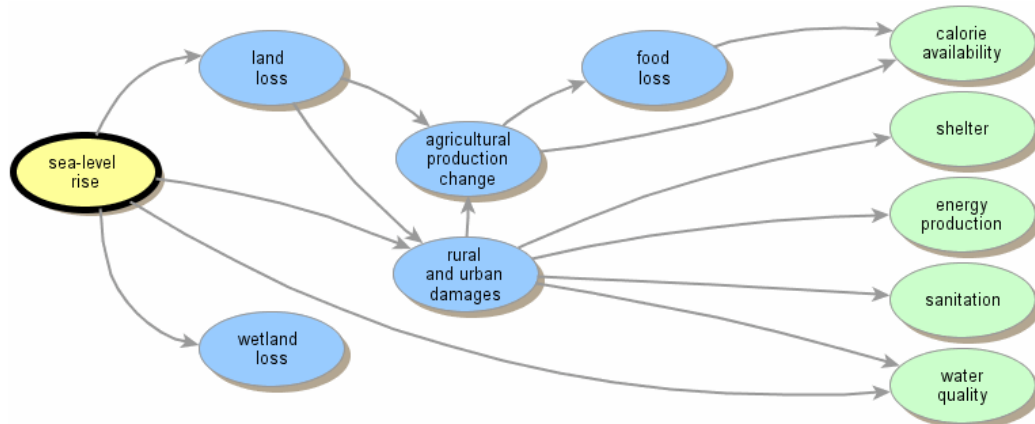 land
loss
food
loss
calorie
availability
shelter
agricultural
production
change
sea-level
rise
energy
production
rural
and urban
damages
sanitation
wetland
loss
water
quality